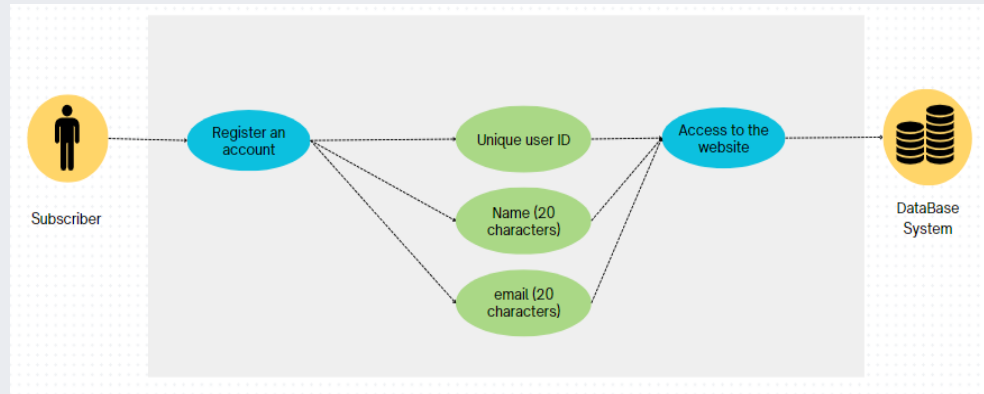 Subscriber
Register an
account
Unique user ID
Name (20
characters)
email (20
characters)
Access to the
website
DataBase
System